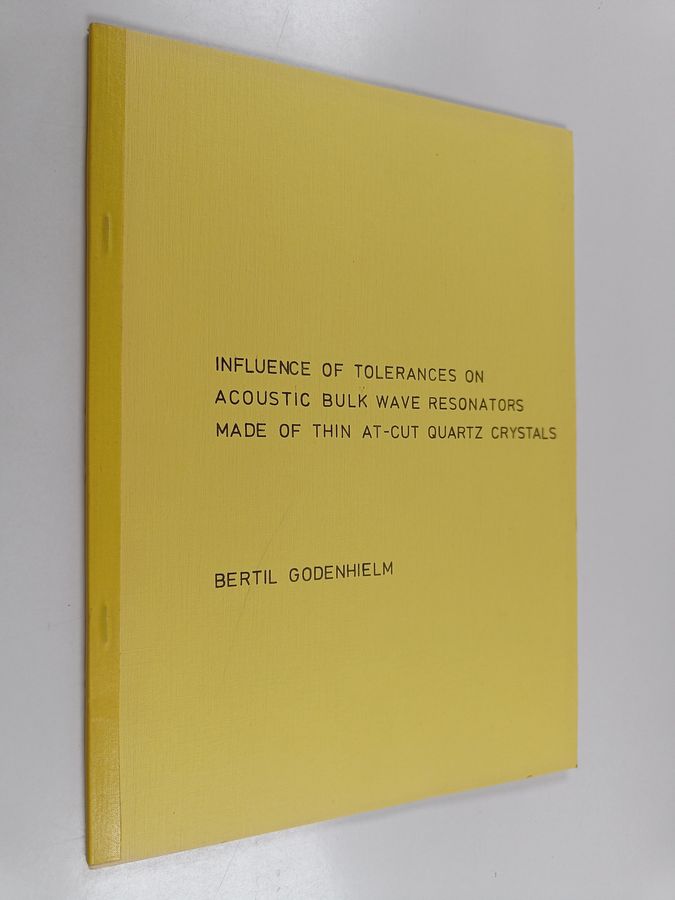 INFLUENCE OF TOLERANCES ON
ACOUSTIC BULK WAVE RESONATORS
MADE OF THIN AT-CUT QUARTZ CRYSTALS
BERTIL GODENHIELM